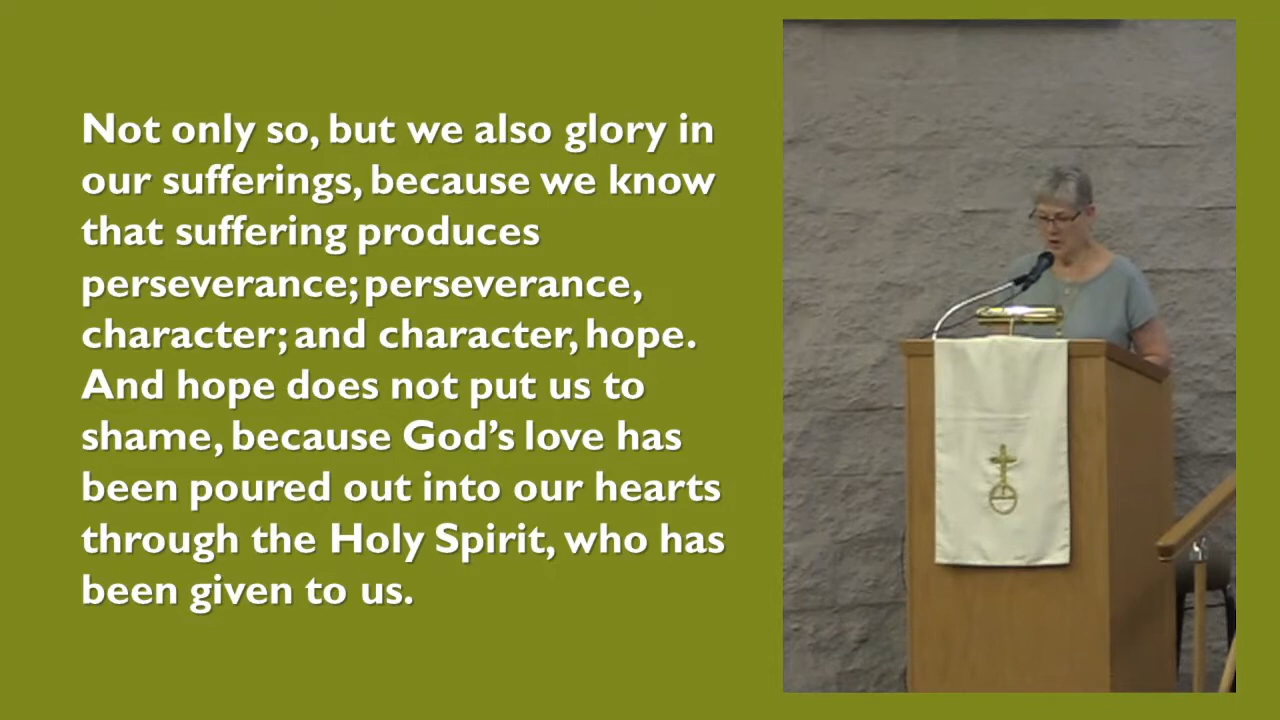 Not only so, but we also glory in
our sufferings, because we know
that suffering produces
perseverance; perseverance,
character; and character, hope.
And hope does not put us to
shame, because God's love has
been poured out into our hearts
through the Holy Spirit, who has
been given to us.